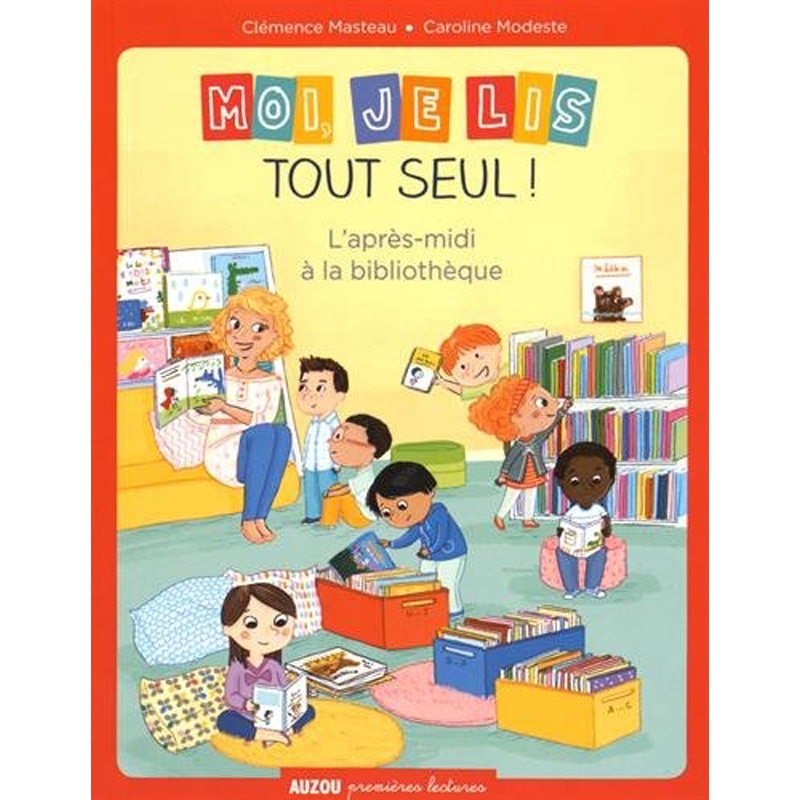 Clémence Masteau • Caroline Modeste
MOI, JE LIS
TOUT SEUL !
L'après-midi
à la bibliothèque
A ... C
AUZOU premières lectures